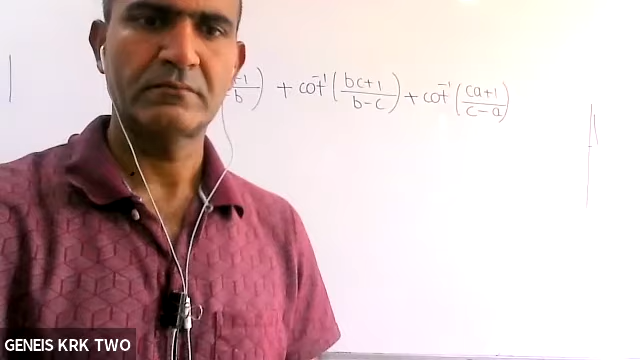 -b) + cot⁻¹(bc+1/b-c) + cot⁻¹(ca+1/c-a)
GENEIS KRK TWO